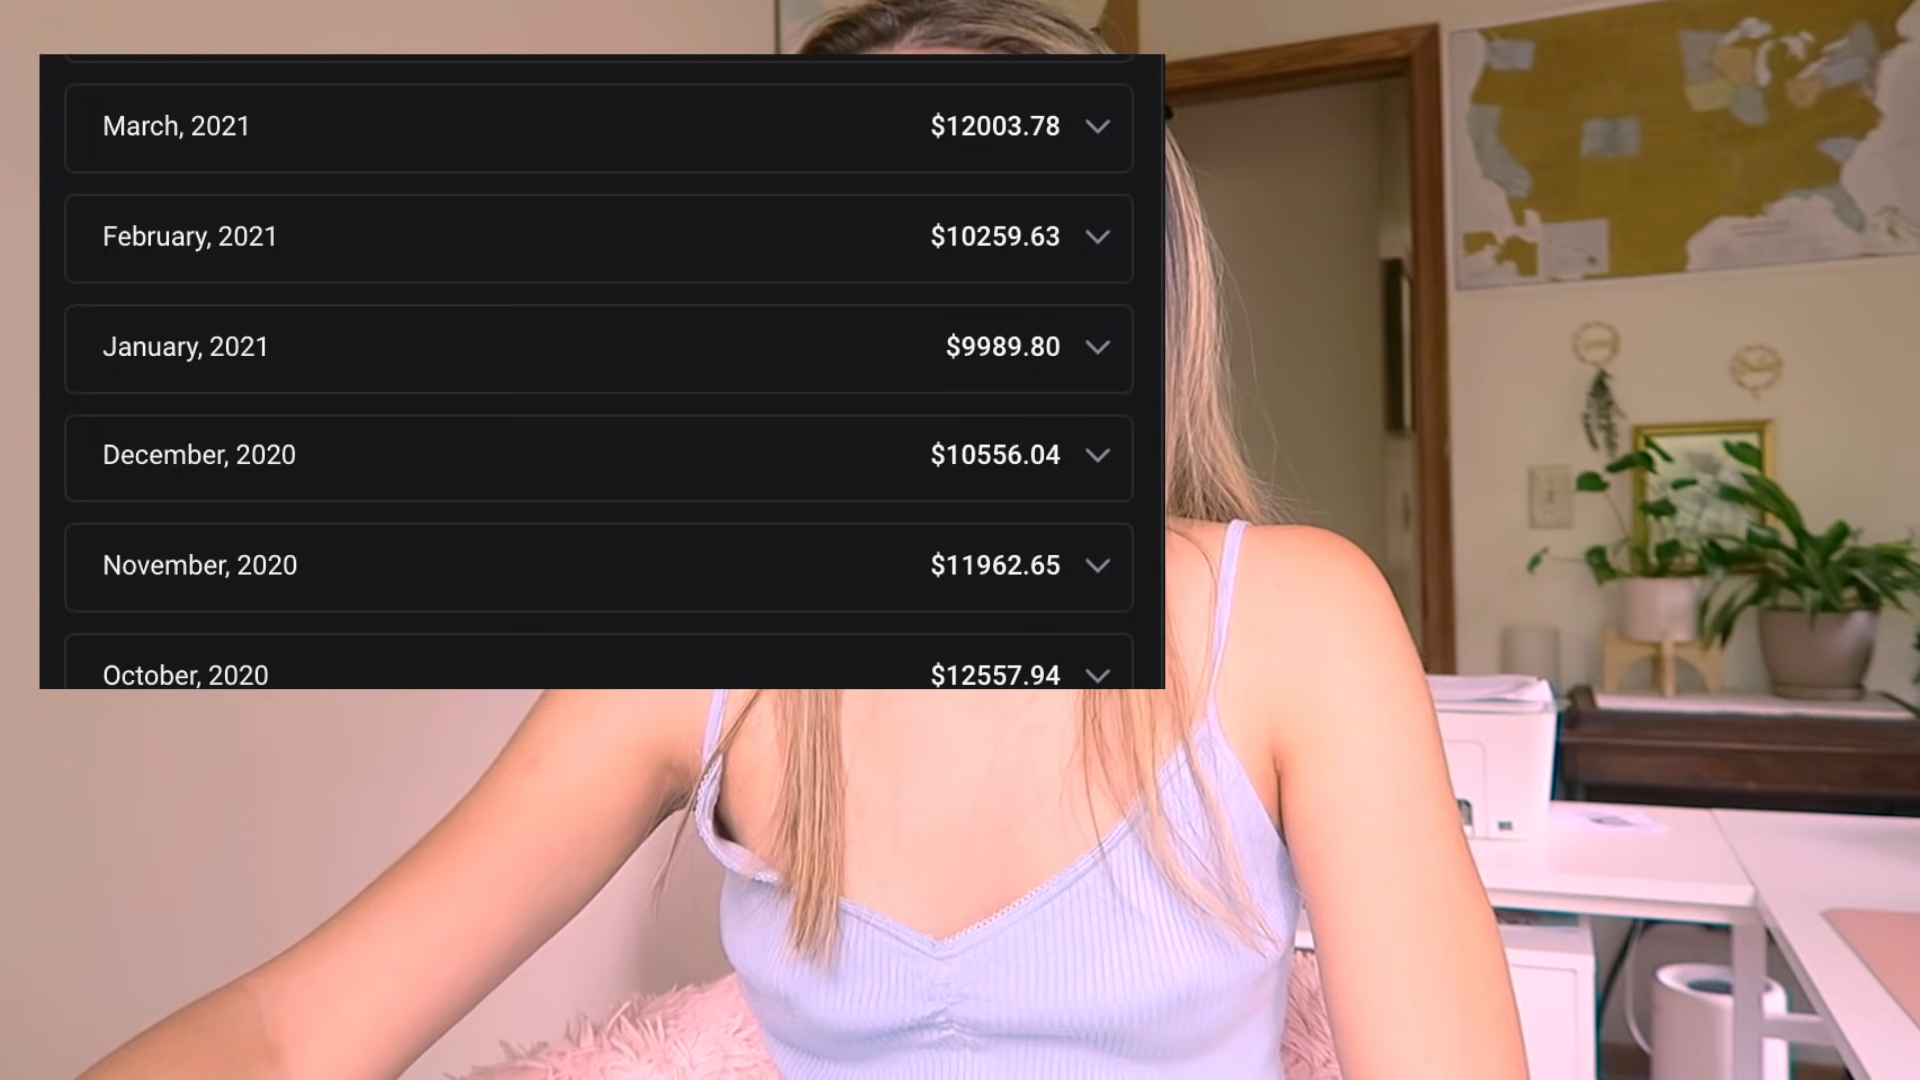 March, 2021 $12003.78
February, 2021 $10259.63
January, 2021 $9989.80
December, 2020 $10556.04
November, 2020 $11962.65
October, 2020 $12557.94